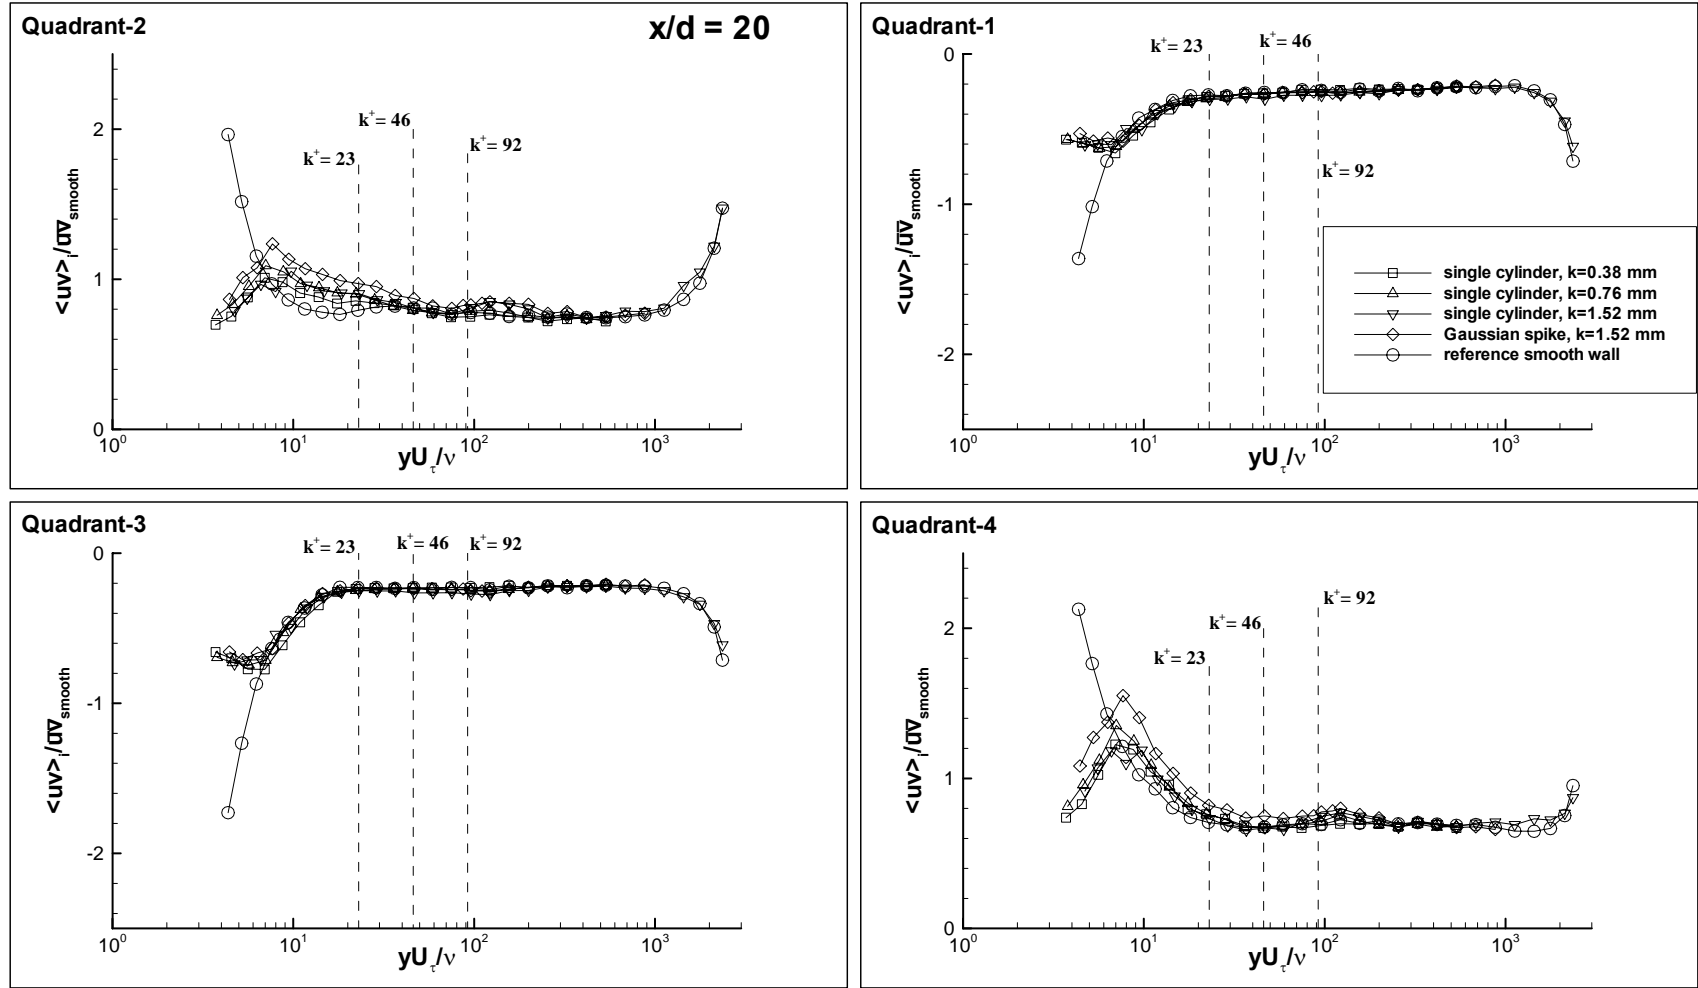 Quadrant-2
x/d = 20
k+= 23
k+= 46
k+= 92
2
1
0
<uv>i/u̅v̅smooth
10^0
10^1
10^2
10^3
yUτ/ν
Quadrant-1
k+= 23
k+= 46
k+= 92
0
-1
-2
<uv>i/u̅v̅smooth
10^0
10^1
10^2
10^3
yUτ/ν
single cylinder, k=0.38 mm
single cylinder, k=0.76 mm
single cylinder, k=1.52 mm
Gaussian spike, k=1.52 mm
reference smooth wall
Quadrant-3
k+= 23
k+= 46
k+= 92
0
-1
-2
<uv>i/u̅v̅smooth
10^0
10^1
10^2
10^3
yUτ/ν
Quadrant-4
k+= 23
k+= 46
k+= 92
2
1
0
<uv>i/u̅v̅smooth
10^0
10^1
10^2
10^3
yUτ/ν